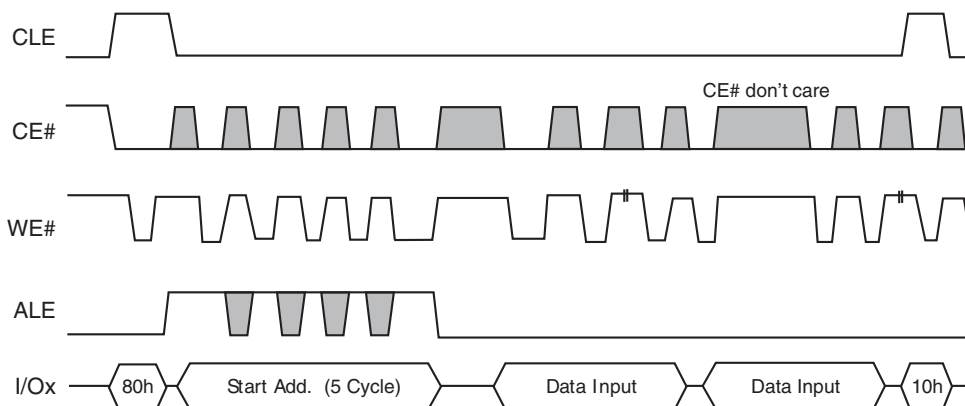 CLE
CE# don't care
CE#
WE#
ALE
I/Ox 80h Start Add. (5 Cycle) Data Input Data Input 10h